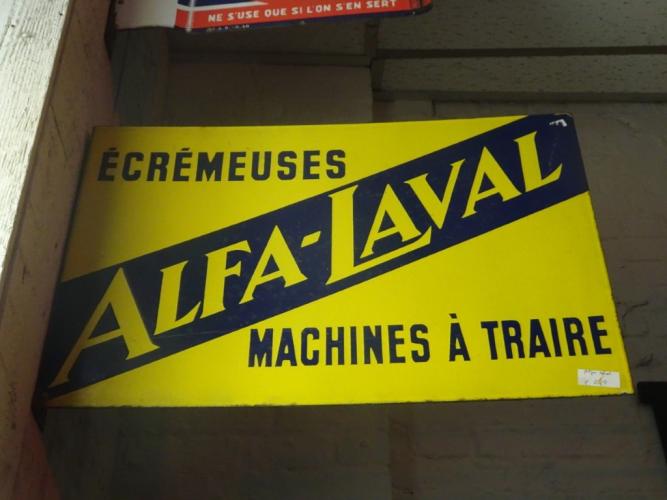 NE S'USE QUE SI L'ON S'EN SERT
ÉCRÉMEUSES
ALFA-LAVAL
MACHINES À TRAIRE